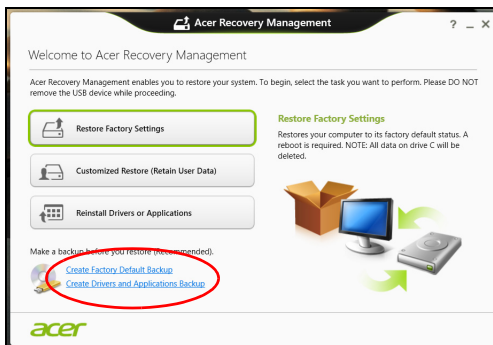 Acer Recovery Management
? _ X
Welcome to Acer Recovery Management
Acer Recovery Management enables you to restore your system. To begin, select the task you want to perform. Please DO NOT
remove the USB device while proceeding.
Restore Factory Settings
Customized Restore (Retain User Data)
Reinstall Drivers or Applications
Restore Factory Settings
Restores your computer to its factory default status. A
reboot is required. NOTE: All data on drive C will be
deleted.
Make a backup before you restore (Recommended).
Create Factory Default Backup
Create Drivers and Applications Backup
acer